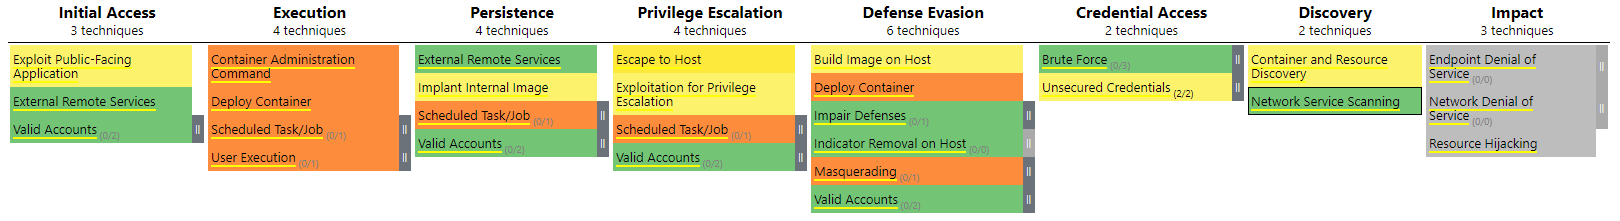 Initial Access
3 techniques
Exploit Public-Facing
Application
External Remote Services
Valid Accounts (0/2)
Execution
4 techniques
Container Administration
Command
Deploy Container
Scheduled Task/Job (0/1)
User Execution (0/1)
Persistence
4 techniques
External Remote Services
Implant Internal Image
Scheduled Task/Job (0/1)
Valid Accounts (0/2)
Privilege Escalation
4 techniques
Escape to Host
Exploitation for Privilege
Escalation
Scheduled Task/Job (0/1)
Valid Accounts (0/2)
Defense Evasion
6 techniques
Build Image on Host
Deploy Container
Impair Defenses (0/1)
Indicator Removal on Host (0/0)
Masquerading (0/1)
Valid Accounts (0/2)
Credential Access
2 techniques
Brute Force (0/3)
Unsecured Credentials (2/2)
Discovery
2 techniques
Container and Resource
Discovery
Network Service Scanning
Impact
3 techniques
Endpoint Denial of
Service (0/0)
Network Denial of
Service (0/0)
Resource Hijacking